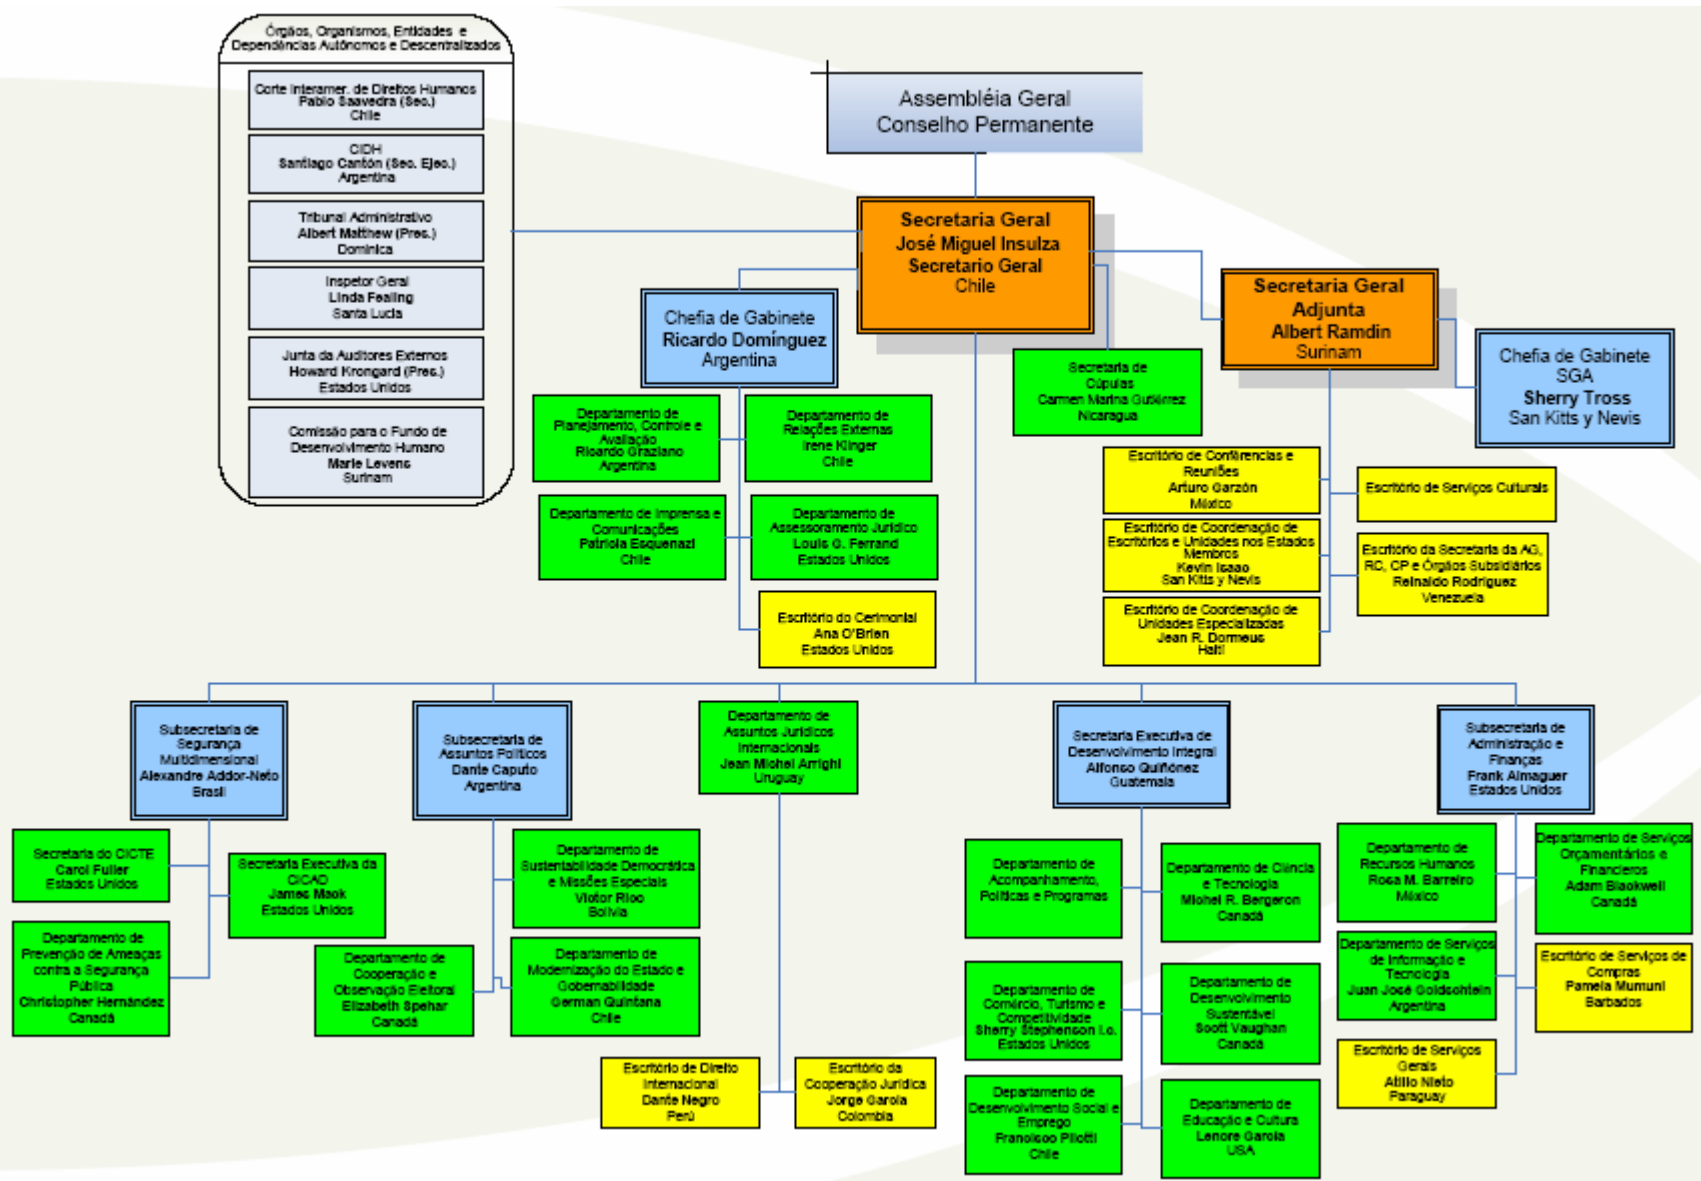 Órgãos, Organismos, Entidades e
Dependências Autônomos e Descentralizados
Corte Interamer. de Direitos Humanos
Pablo Saavedra (Sec.)
Chile
CIDH
Santiago Cantón (Sec. Ejec.)
Argentina
Tribunal Administrativo
Albert Matthew (Pres.)
Dominica
Inspetor Geral
Linda Fealing
Santa Lucia
Junta da Auditores Externos
Howard Krongard (Pres.)
Estados Unidos
Comissão para o Fundo de
Desenvolvimento Humano
Marie Levens
Surinam
Assembléia Geral
Conselho Permanente
Secretaria Geral
José Miguel Insulza
Secretario Geral
Chile
Secretaria Geral
Adjunta
Albert Ramdin
Surinam
Chefia de Gabinete
SGA
Sherry Tross
San Kitts y Nevis
Chefia de Gabinete
Ricardo Domínguez
Argentina
Secretaria de
Cúpulas
Carmen Marina Gutiérrez
Nicaragua
Departamento de
Planejamento, Controle e
Avaliação
Ricardo Graziano
Argentina
Departamento de
Relações Externas
Irene Klinger
Chile
Departamento de Imprensa e
Comunicações
Patricia Esquenazi
Chile
Departamento de
Assessoramento Jurídico
Louis G. Ferrand
Estados Unidos
Escritório do Cerimonial
Ana O'Brien
Estados Unidos
Escritório de Conférencias e
Reuniões
Arturo Garzón
México
Escritório de Serviços Culturais
Escritório de Coordenação de
Escritórios e Unidades nos Estados
Membros
Kevin Isaac
San Kitts y Nevis
Escritório da Secretaria da AG,
RC, CP e Órgãos Subsidiários
Reinaldo Rodriguez
Venezuela
Escritório de Coordenação de
Unidades Especializadas
Jean R. Dormeus
Haití
Subsecretaria de
Segurança
Multidimensional
Alexandre Addor-Neto
Brasil
Subsecretaria de
Assuntos Políticos
Dante Caputo
Argentina
Departamento de
Assuntos Jurídicos
Internacionais
Jean Michel Arrighi
Uruguay
Secretaria Executiva de
Desenvolvimento Integral
Alfonso Quiñónez
Guatemala
Subsecretaria de
Administração e
Finanças
Frank Almaguer
Estados Unidos
Secretaria do CICTE
Carol Fuller
Estados Unidos
Secretaria Executiva da
CICAD
James Mack
Estados Unidos
Departamento de
Prevenção de Ameaças
contra a Segurança
Pública
Christopher Hernández
Canadá
Departamento de
Sustentabilidade Democrática
e Missões Especiais
Victor Rico
Bolivia
Departamento de
Cooperação e
Observação Eleitoral
Elizabeth Spehar
Canadá
Departamento de
Modernização do Estado e
Gobernabilidade
German Quintana
Chile
Escritório de Direito
Internacional
Dante Negro
Perú
Escritório da
Cooperação Jurídica
Jorge Garcia
Colombia
Departamento de
Acompanhamento,
Políticas e Programas
Departamento de Ciência
e Tecnologia
Michel R. Bergeron
Canadá
Departamento de
Comércio, Turismo e
Competitividade
Sherry Stephenson i.c.
Estados Unidos
Departamento de
Desenvolvimento
Sustentável
Scott Vaughan
Canadá
Departamento de
Desenvolvimento Social e
Emprego
Francisco Pilotti
Chile
Departamento de
Educação e Cultura
Lenore Garcia
USA
Departamento de
Recursos Humanos
Rosa M. Barreiro
México
Departamento de Serviços
Orçamentários e
Financieros
Adam Blackwell
Canadá
Departamento de Serviços
de Informação e
Tecnologia
Juan José Goldschtein
Argentina
Escritório de Serviços de
Compras
Pamela Mumuni
Barbados
Escritório de Serviços
Gerais
Atilio Nieto
Paraguay